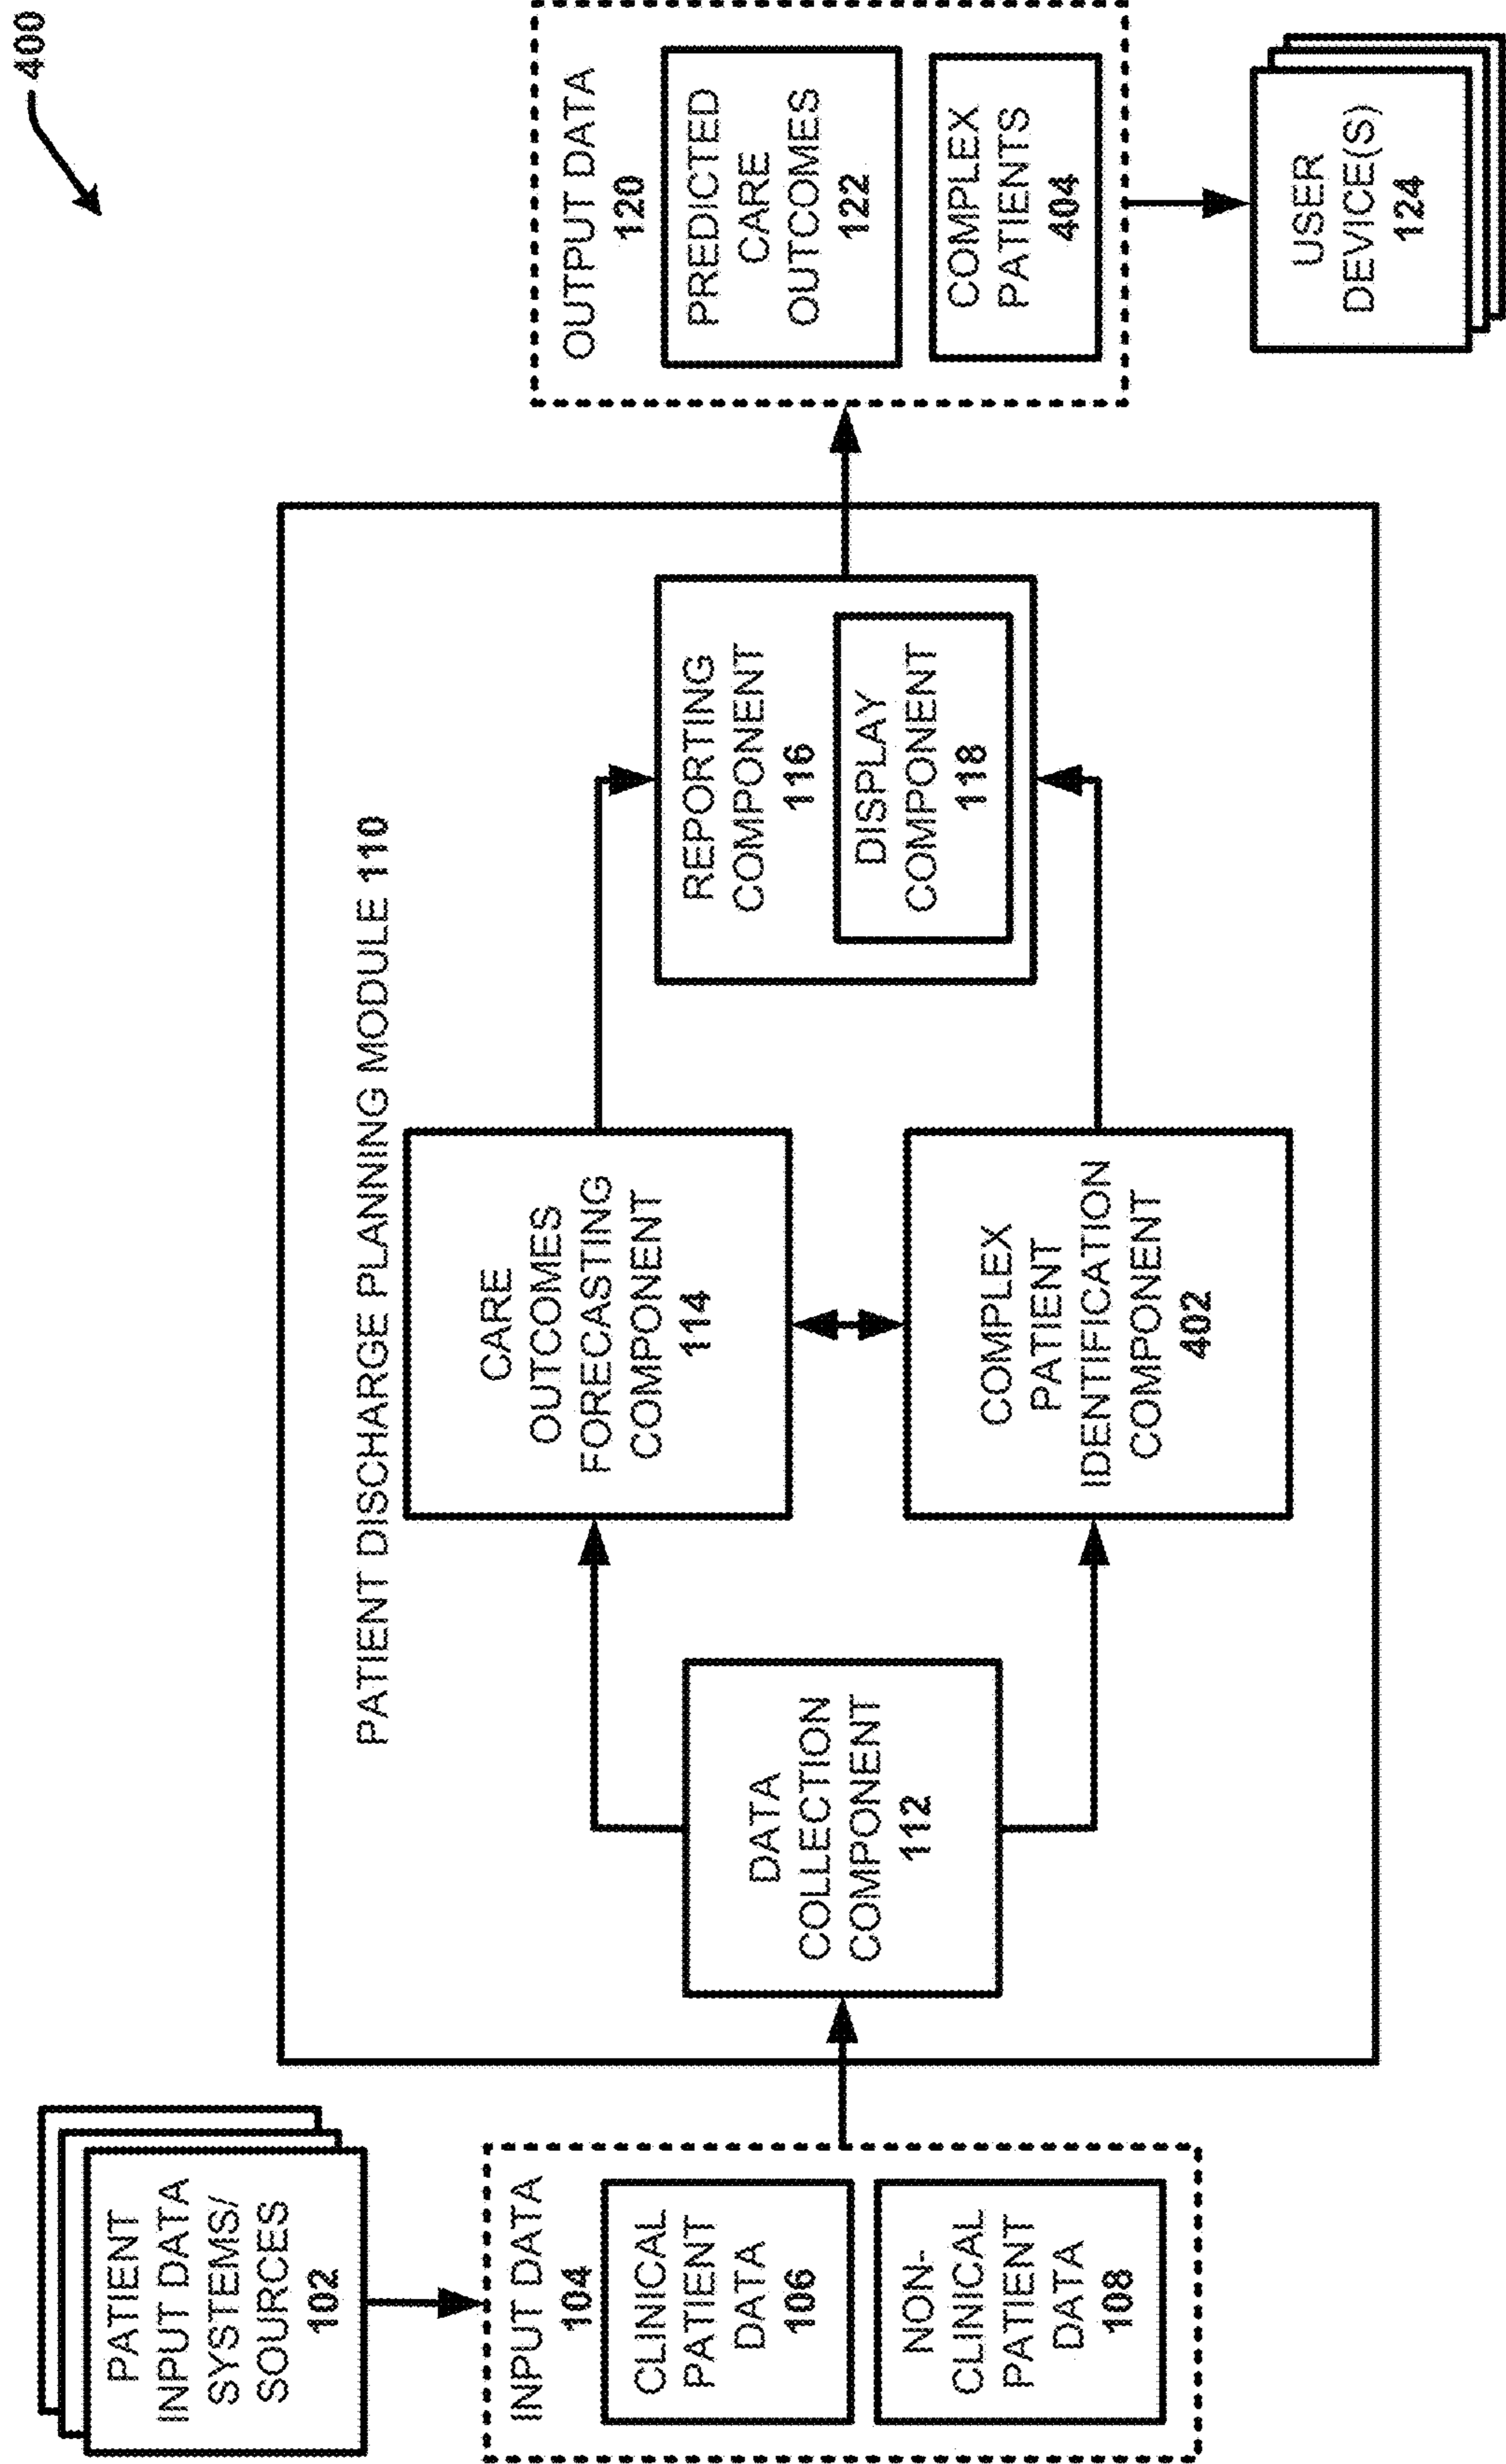 400
PATIENT
INPUT DATA
SYSTEMS/
SOURCES
102
INPUT DATA
104
CLINICAL
PATIENT
DATA
106
NON-
CLINICAL
PATIENT
DATA
108
PATIENT DISCHARGE PLANNING MODULE 110
DATA
COLLECTION
COMPONENT
112
CARE
OUTCOMES
FORECASTING
COMPONENT
114
COMPLEX
PATIENT
IDENTIFICATION
COMPONENT
402
REPORTING
COMPONENT
116
DISPLAY
COMPONENT
118
OUTPUT DATA
120
PREDICTED
CARE
OUTCOMES
122
COMPLEX
PATIENTS
404
USER
DEVICE(S)
124